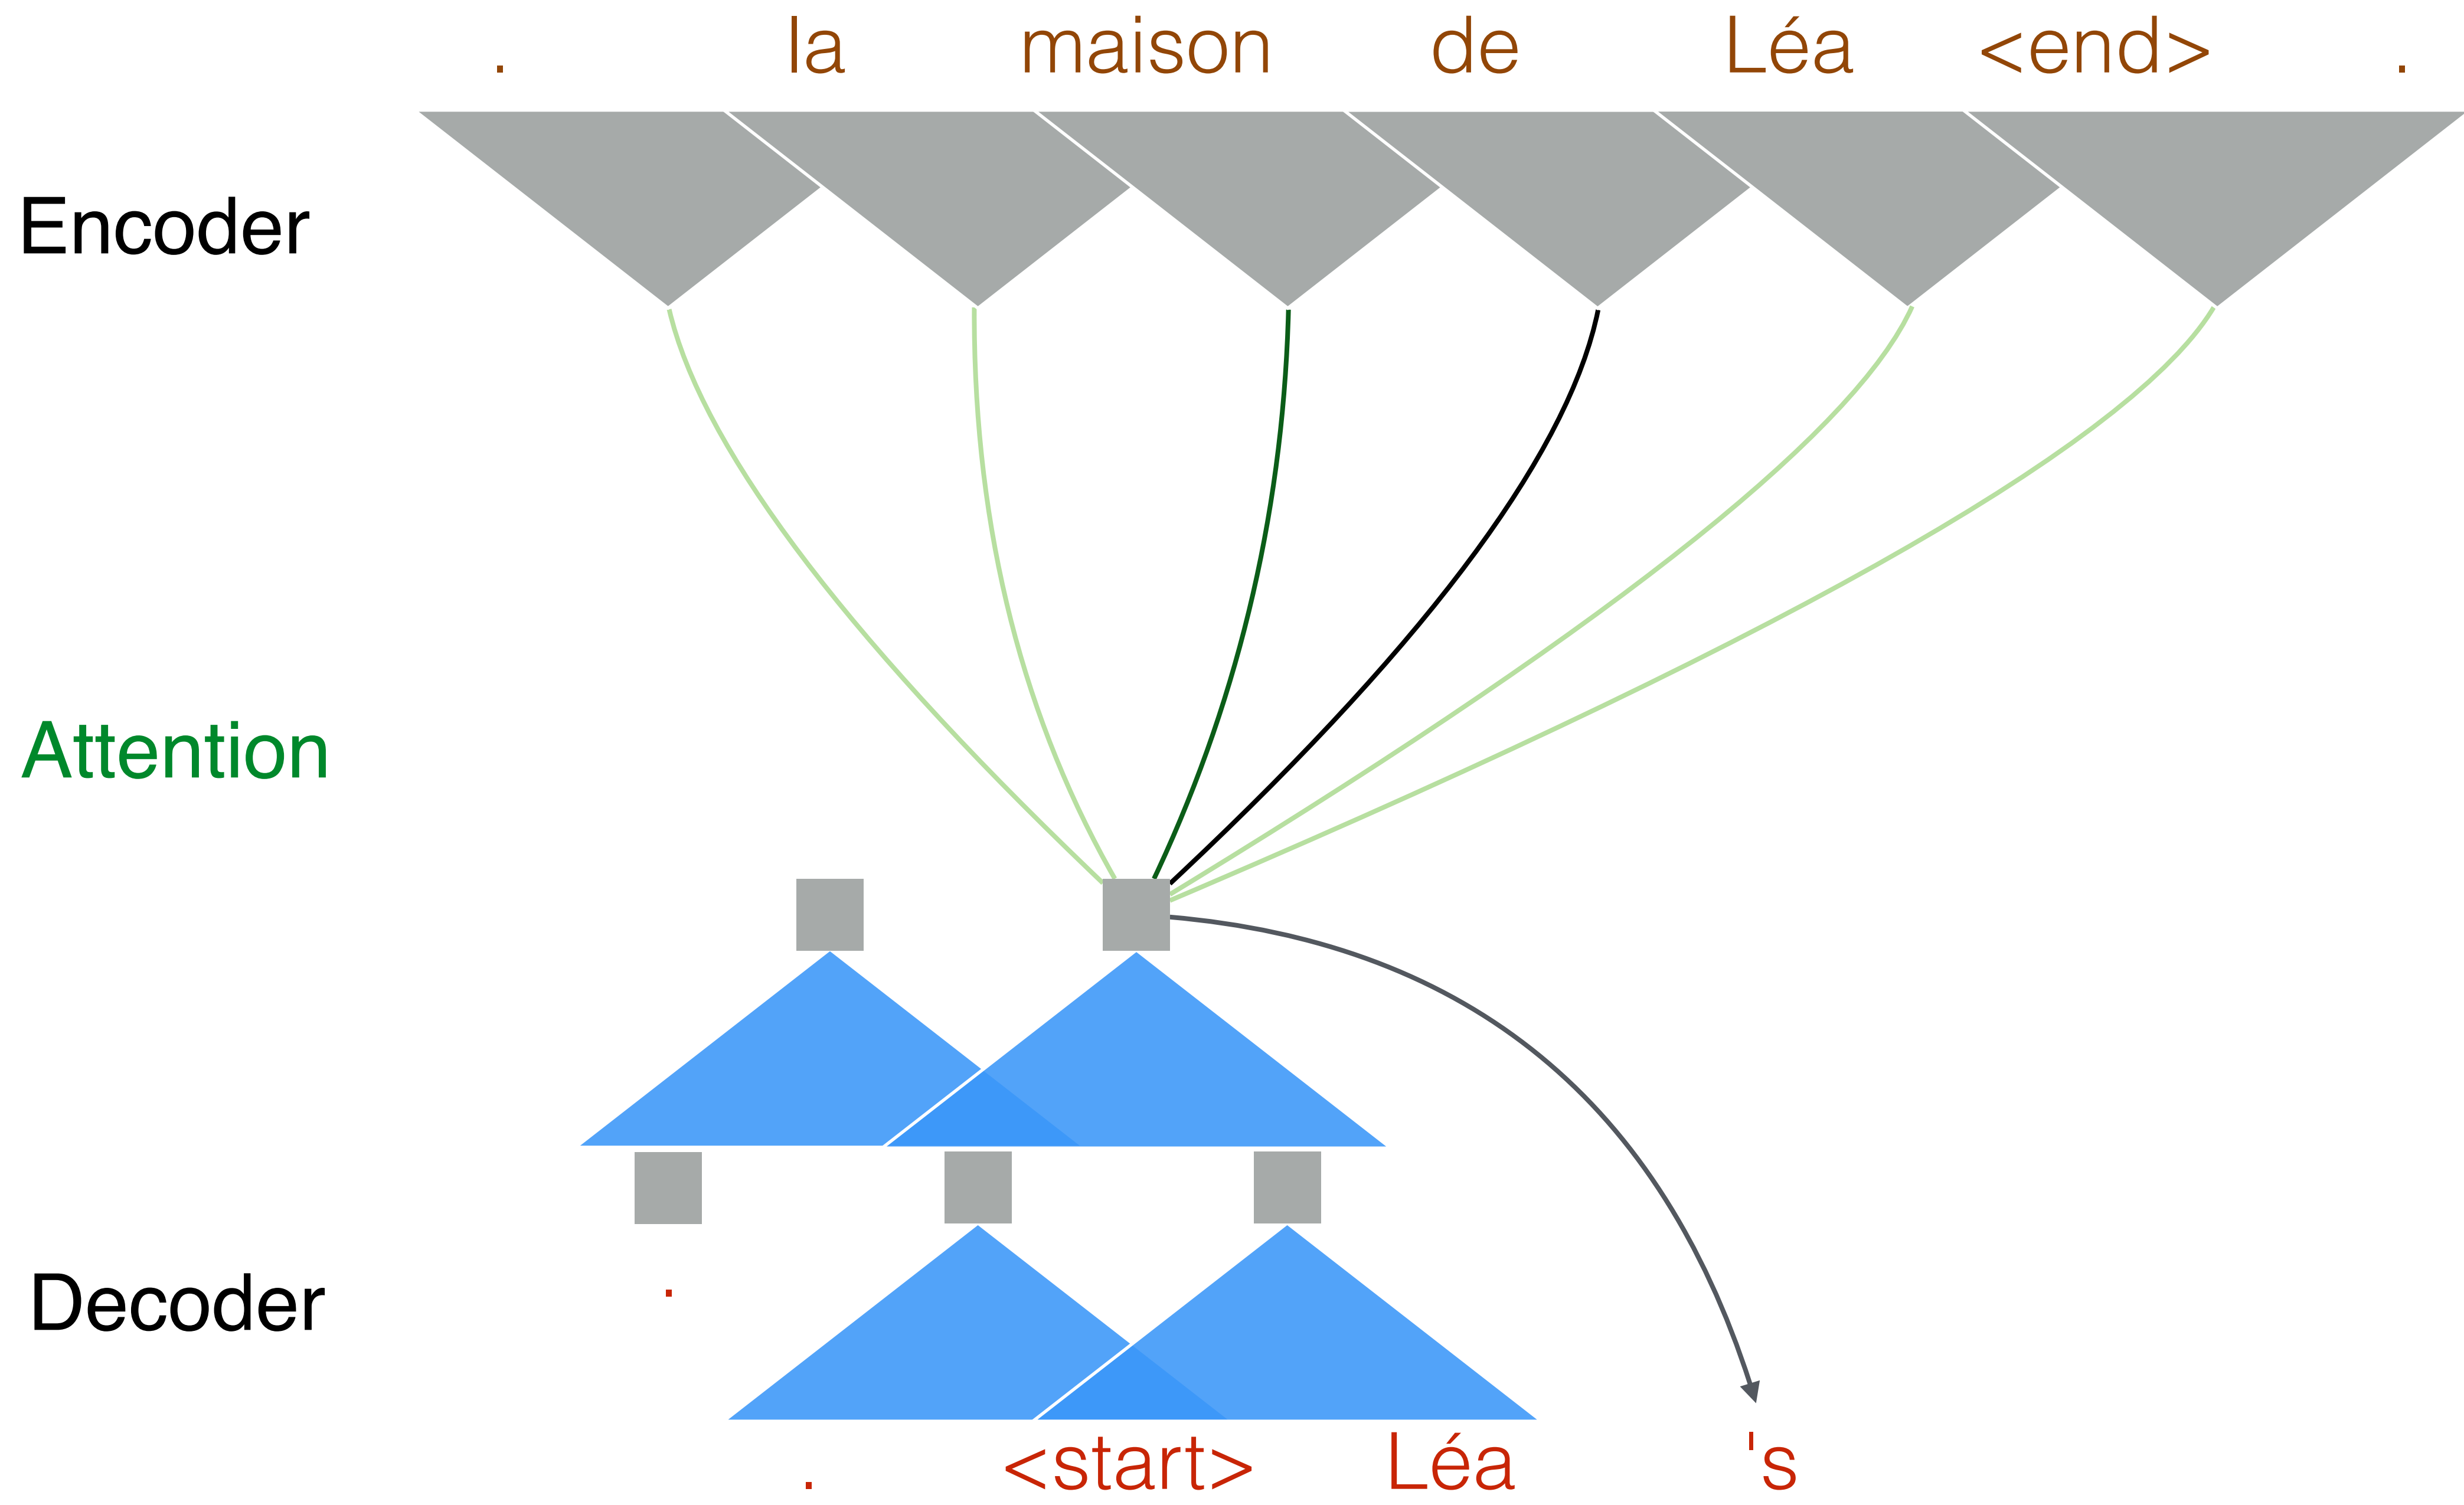 . la maison de Léa <end> .
Encoder
Attention
Decoder
.
. <start> Léa 's